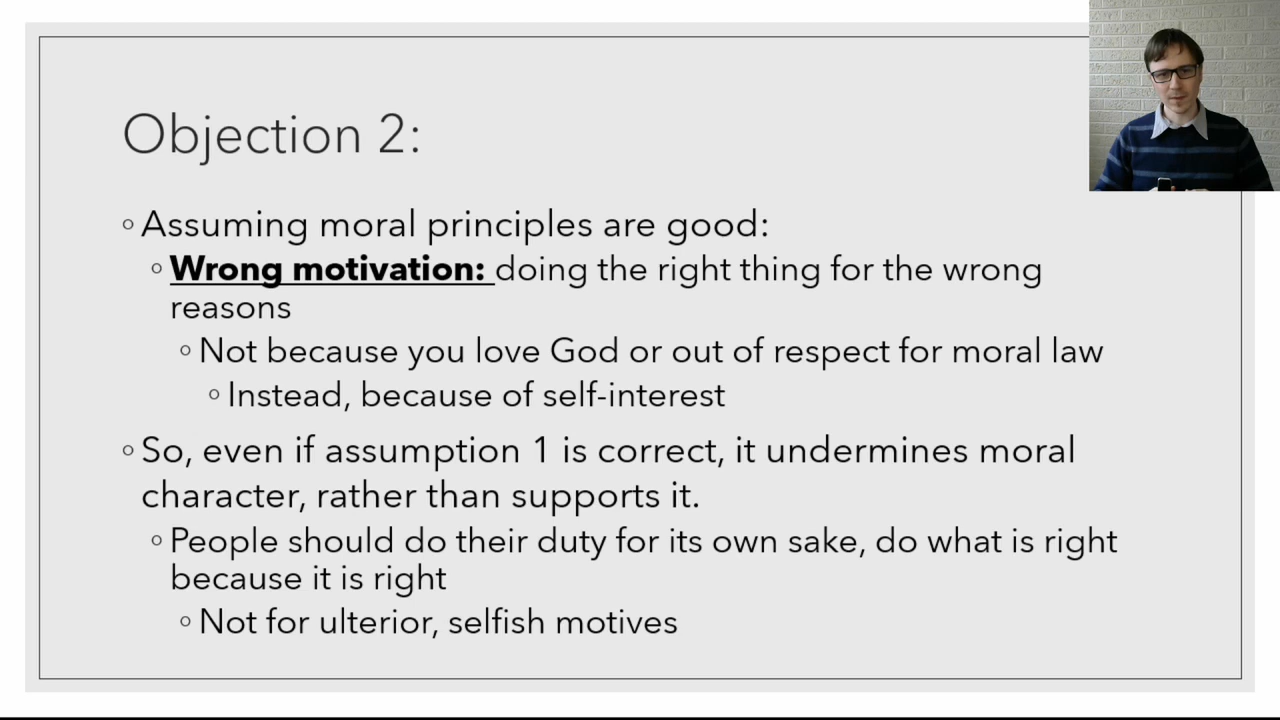 Objection 2:
◦Assuming moral principles are good:
◦Wrong motivation: doing the right thing for the wrong
reasons
◦Not because you love God or out of respect for moral law
◦Instead, because of self-interest
◦So, even if assumption 1 is correct, it undermines moral
character, rather than supports it.
◦People should do their duty for its own sake, do what is right
because it is right
◦Not for ulterior, selfish motives